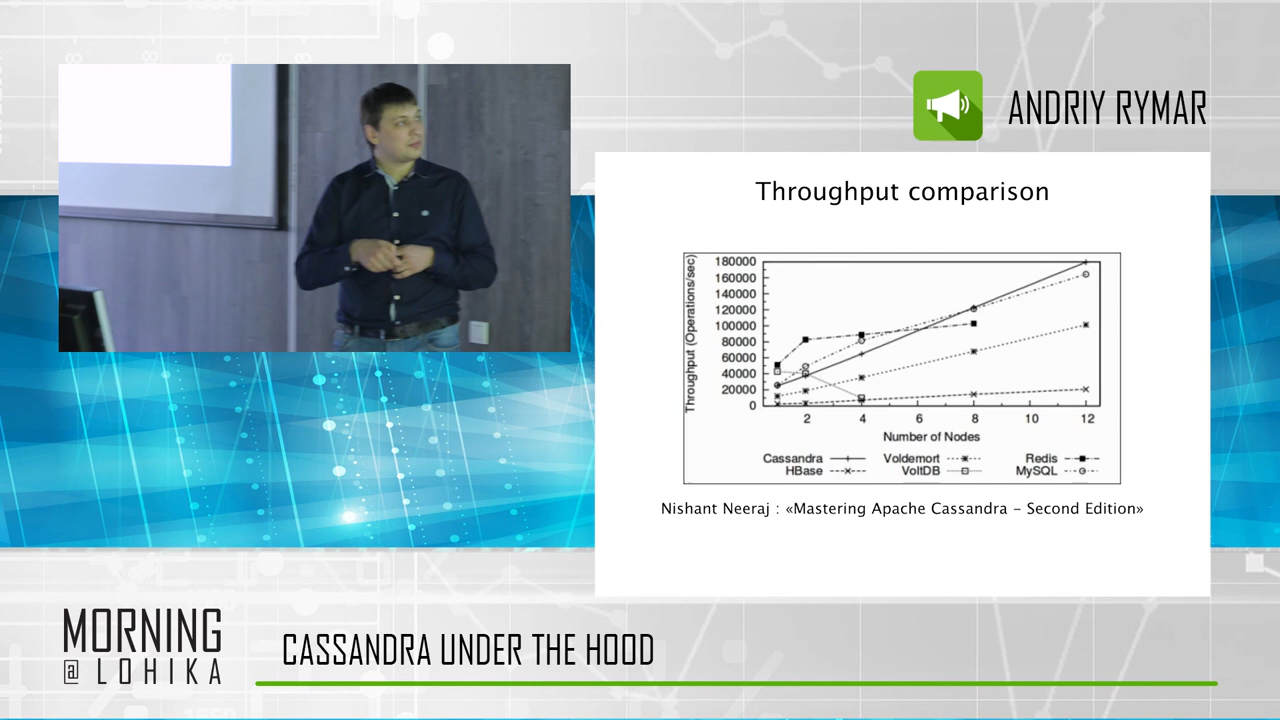 ANDRIY RYMAR
Throughput comparison
Throughput (Operations/sec)
180000
160000
140000
120000
100000
80000
60000
40000
20000
0
2 4 6 8 10 12
Number of Nodes
Cassandra Voldemort Redis
HBase VoltDB MySQL
Nishant Neeraj : «Mastering Apache Cassandra – Second Edition»
MORNING
@ LOHIKA
CASSANDRA UNDER THE HOOD